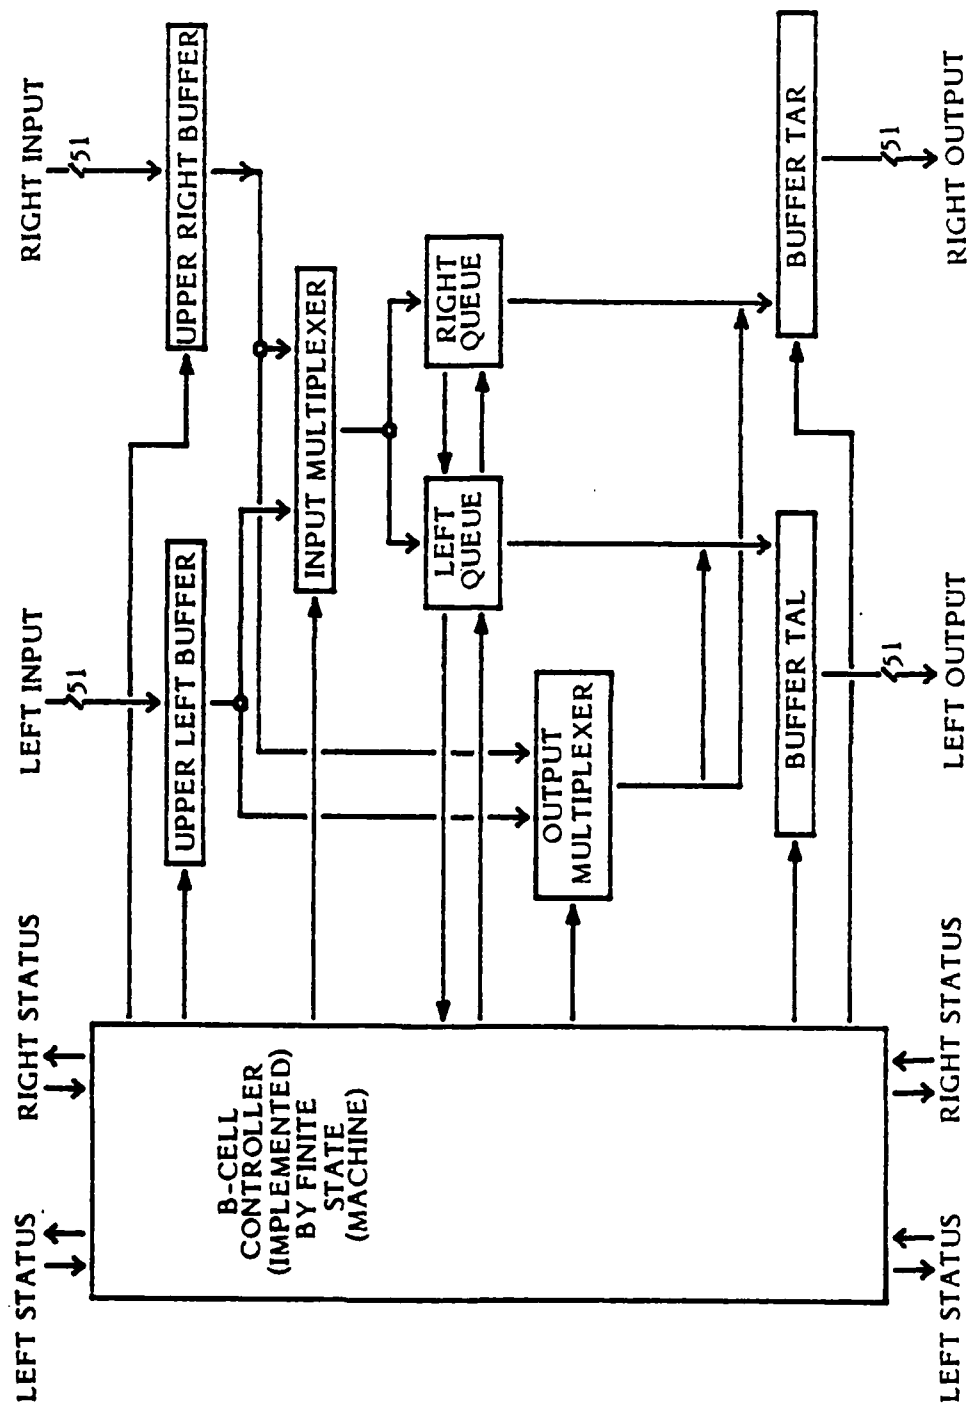 LEFT STATUS
RIGHT STATUS
LEFT INPUT
RIGHT INPUT
51
51
UPPER LEFT BUFFER
UPPER RIGHT BUFFER
B-CELL
CONTROLLER
(IMPLEMENTED)
BY FINITE
STATE
(MACHINE)
INPUT MULTIPLEXER
LEFT
QUEUE
RIGHT
QUEUE
OUTPUT
MULTIPLEXER
BUFFER TAL
BUFFER TAR
51
51
LEFT STATUS
RIGHT STATUS
LEFT OUTPUT
RIGHT OUTPUT